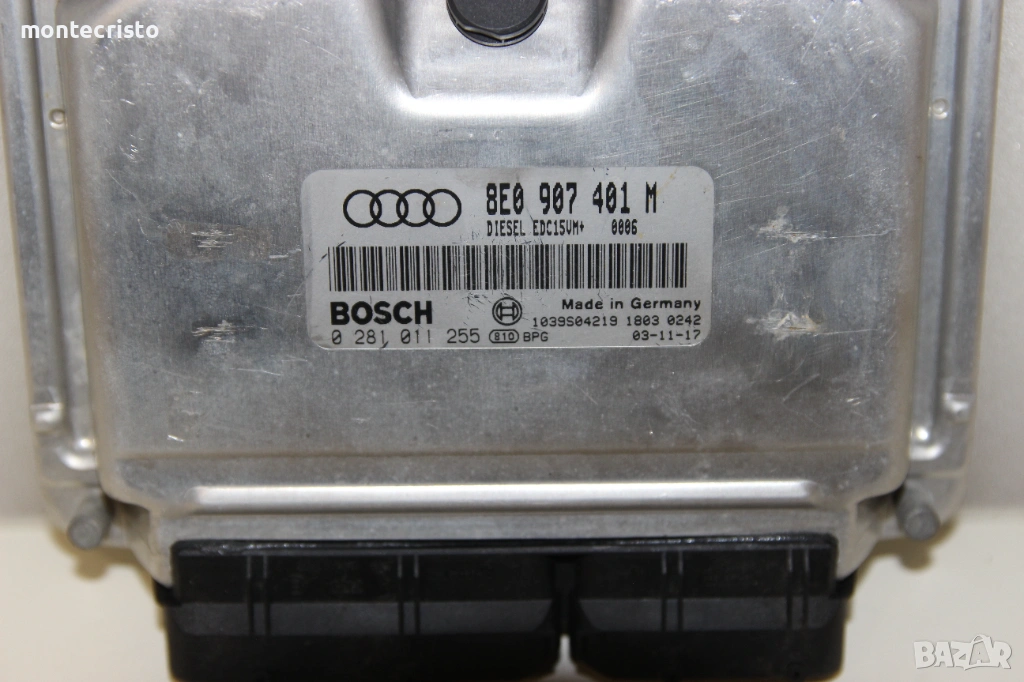 montecristo
8E0 907 401 M
DIESEL EDC15VM+ 0006
BOSCH
Made in Germany
1039S04219 1803 0242
0 281 011 255 810 BPG 03-11-17
BAZAR